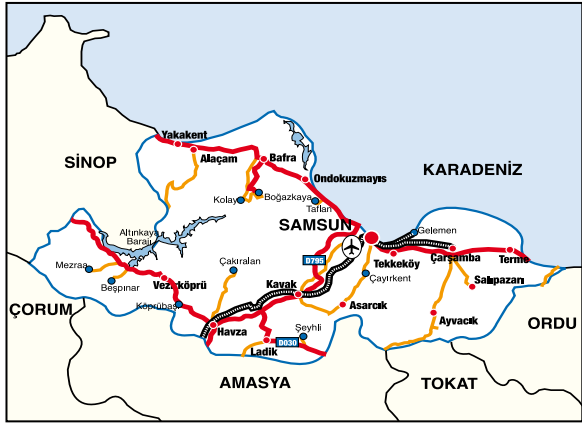 Yakakent
Alaçam
SİNOP
Bafra
KARADENİZ
Ondokuzmayıs
Kolay
Boğazkaya
Taflan
SAMSUN
Gelemen
Altınkaya
Barajı
Çarşamba
Terme
Mezraa
Çakıralan
D795
Tekkeköy
Beşpınar
Vezirköprü
Kavak
Çayırkent
Salıpazarı
ÇORUM
Köprübaşı
Asarcık
Ayvacık
ORDU
Havza
Şeyhli
D030
Ladik
AMASYA
TOKAT